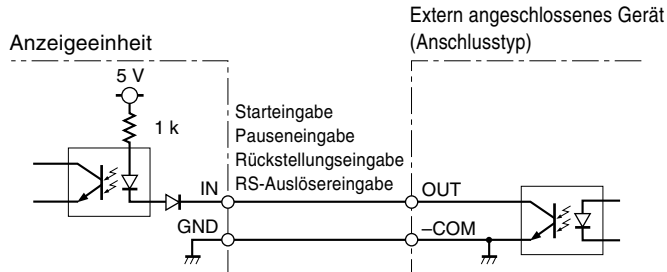 Extern angeschlossenes Gerät
Anzeigeeinheit
(Anschlusstyp)
5 V
1 k
Starteingabe
Pauseneingabe
Rückstellungseingabe
RS-Auslösereingabe
IN
OUT
GND
–COM